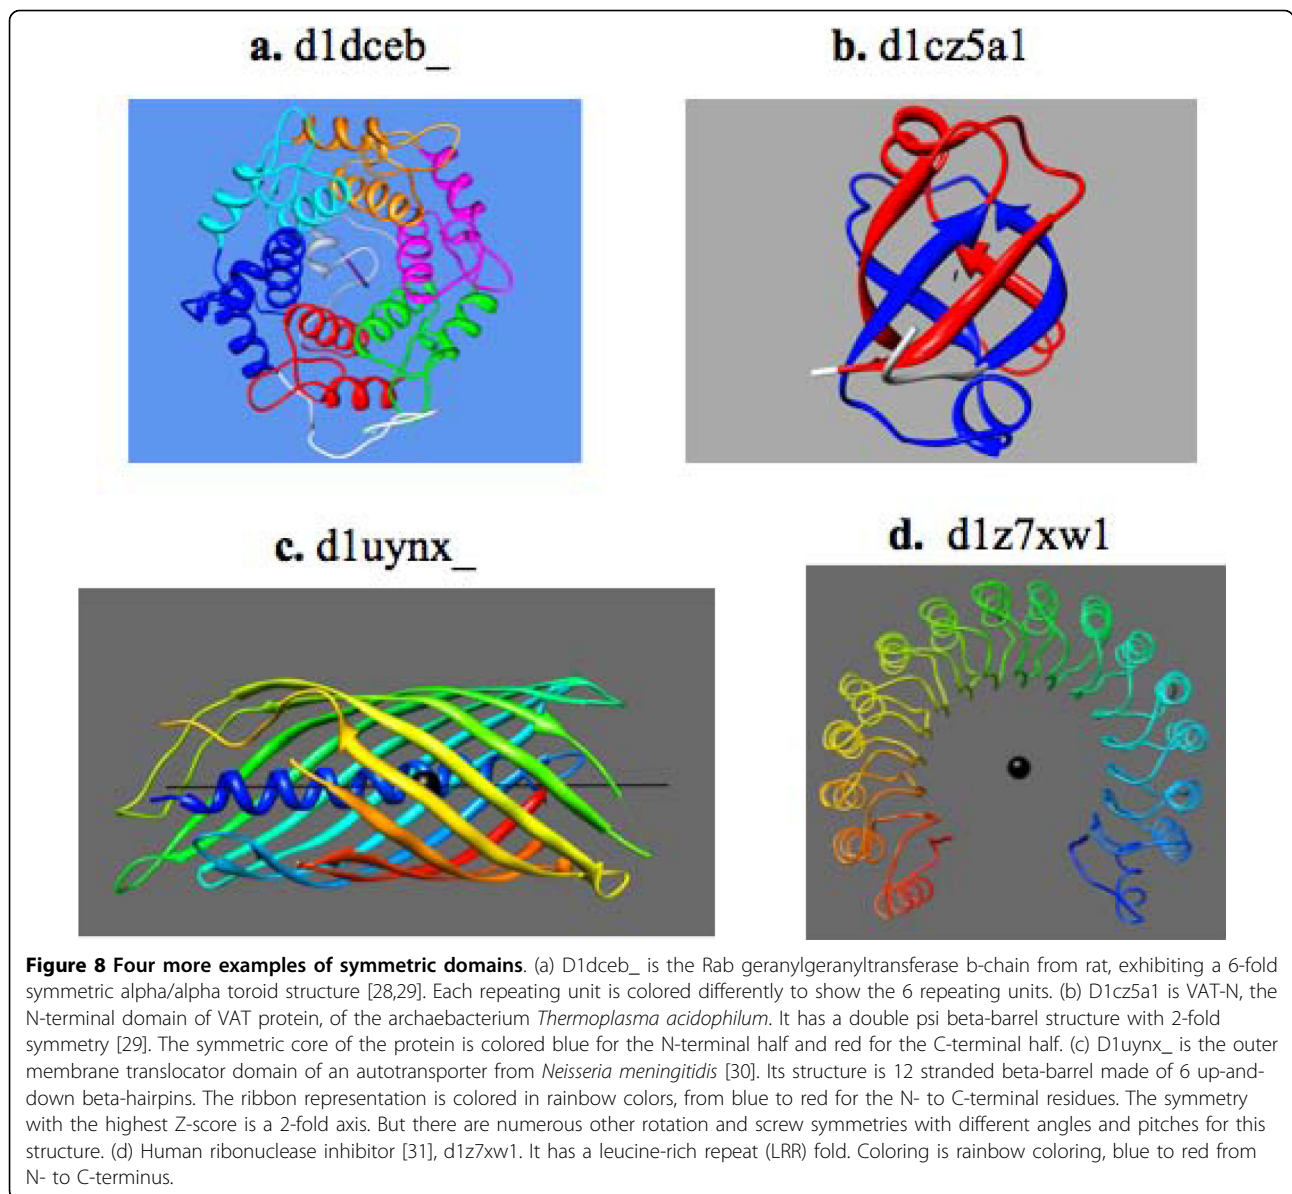 a. d1dceb_
b. d1cz5a1
c. d1uynx_
d. d1z7xw1
Figure 8 Four more examples of symmetric domains. (a) D1dceb_ is the Rab geranylgeranyltransferase b-chain from rat, exhibiting a 6-fold
symmetric alpha/alpha toroid structure [28,29]. Each repeating unit is colored differently to show the 6 repeating units. (b) D1cz5a1 is VAT-N, the
N-terminal domain of VAT protein, of the archaebacterium Thermoplasma acidophilum. It has a double psi beta-barrel structure with 2-fold
symmetry [29]. The symmetric core of the protein is colored blue for the N-terminal half and red for the C-terminal half. (c) D1uynx_ is the outer
membrane translocator domain of an autotransporter from Neisseria meningitidis [30]. Its structure is 12 stranded beta-barrel made of 6 up-and-
down beta-hairpins. The ribbon representation is colored in rainbow colors, from blue to red for the N- to C-terminal residues. The symmetry
with the highest Z-score is a 2-fold axis. But there are numerous other rotation and screw symmetries with different angles and pitches for this
structure. (d) Human ribonuclease inhibitor [31], d1z7xw1. It has a leucine-rich repeat (LRR) fold. Coloring is rainbow coloring, blue to red from
N- to C-terminus.